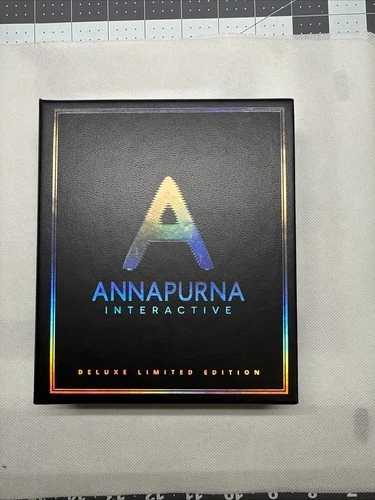 A
ANNAPURNA
INTERACTIVE
DELUXE LIMITED EDITION